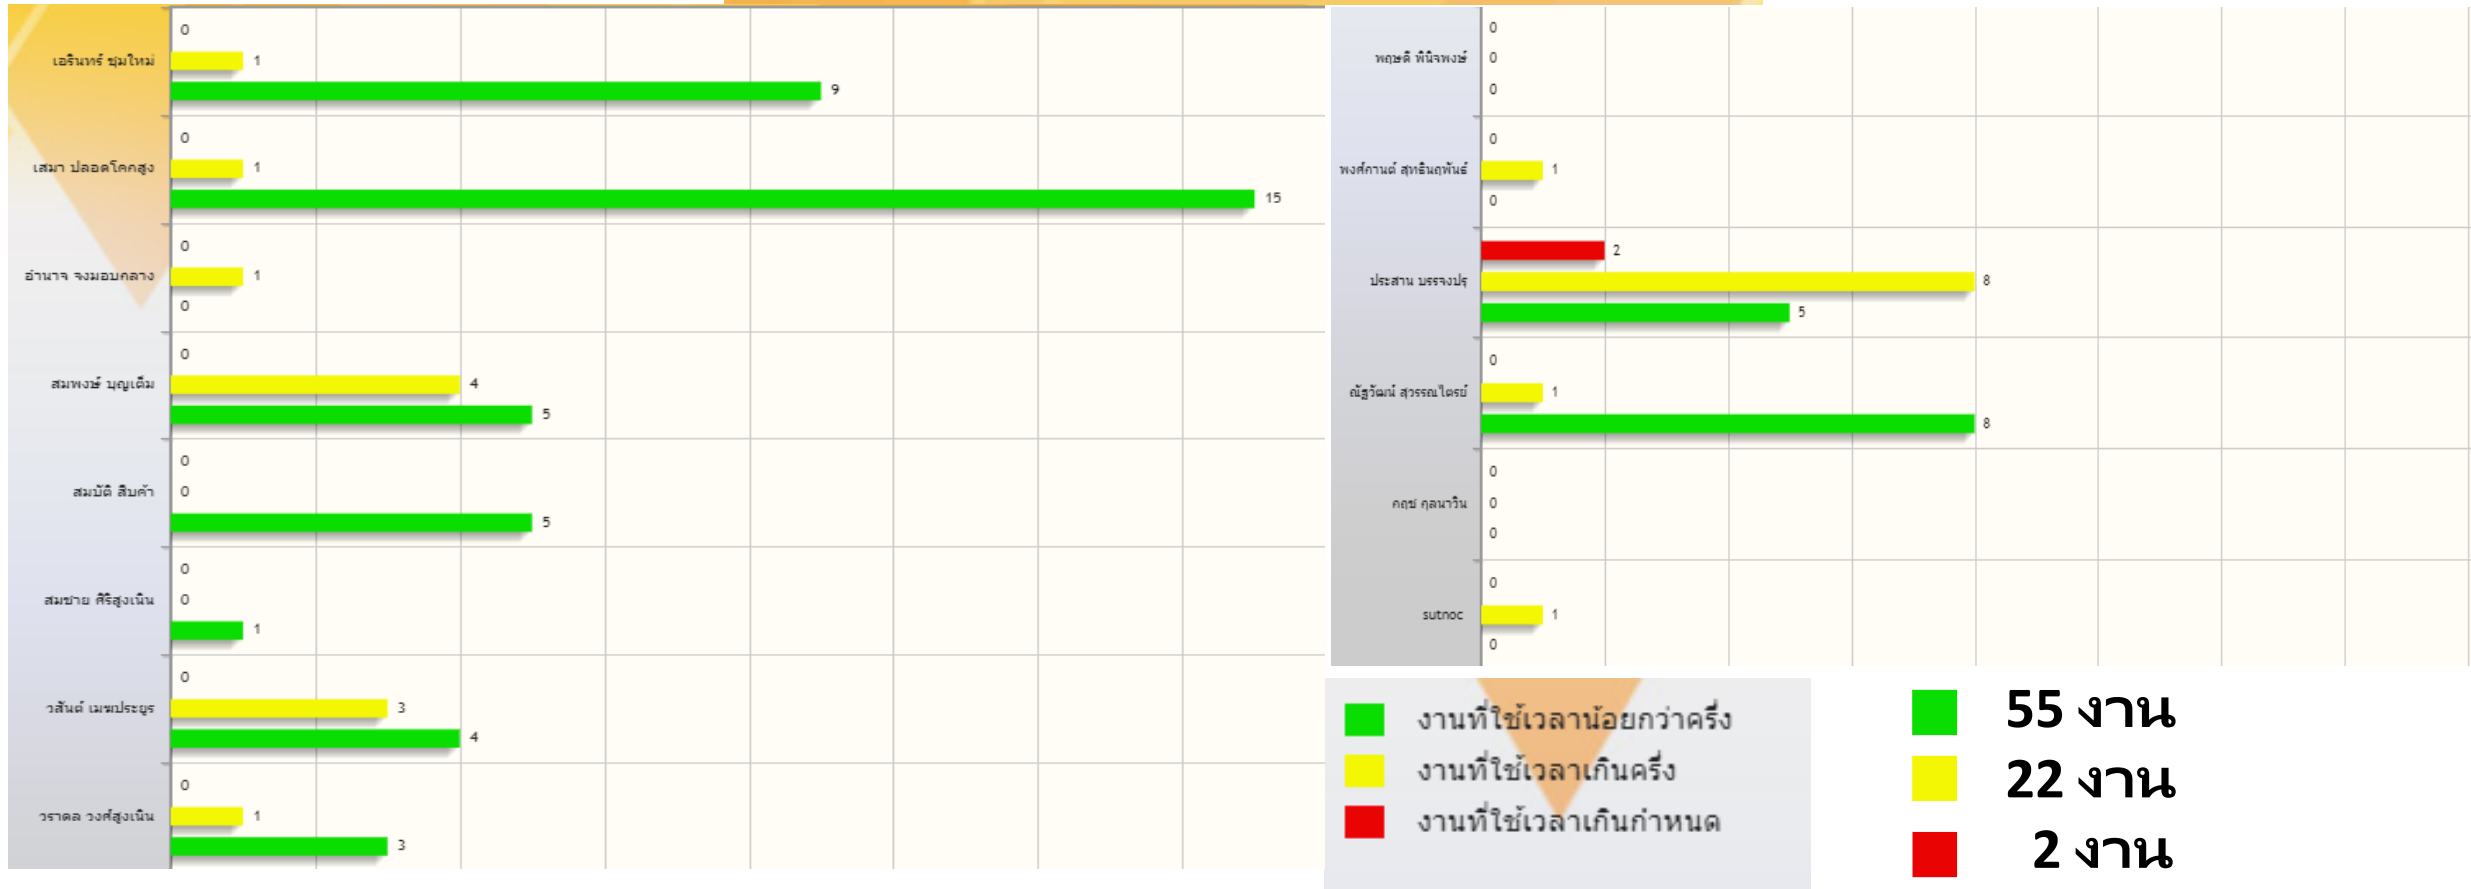 0
เอรินทร์ ชุมใหม่ 1
9
0
เสมา ปลอดโคกสูง 1
15
0
อำนาจ จงมอบกลาง 1
0
0
สมพงษ์ บุญเติม 4
5
0
สมบัติ สืบค้า 0
5
0
สมชาย ศิริสูงเนิน 0
1
0
วสันต์ เมฆประยูร 3
4
0
วราดล วงศ์สูงเนิน 1
3
0
พฤษดี พินิจพงษ์ 0
0
0
พงศ์กานต์ สุทธินฤพันธ์ 1
0
2
ประสาน บรรจงปรุ 8
5
0
ณัฐวัฒน์ สุวรรณไตรย์ 1
8
0
กฤช กุลนาวิน 0
0
0
sutnoc 1
0
งานที่ใช้เวลาน้อยกว่าครึ่ง
งานที่ใช้เวลาเกินครึ่ง
งานที่ใช้เวลาเกินกำหนด
55 งาน
22 งาน
2 งาน